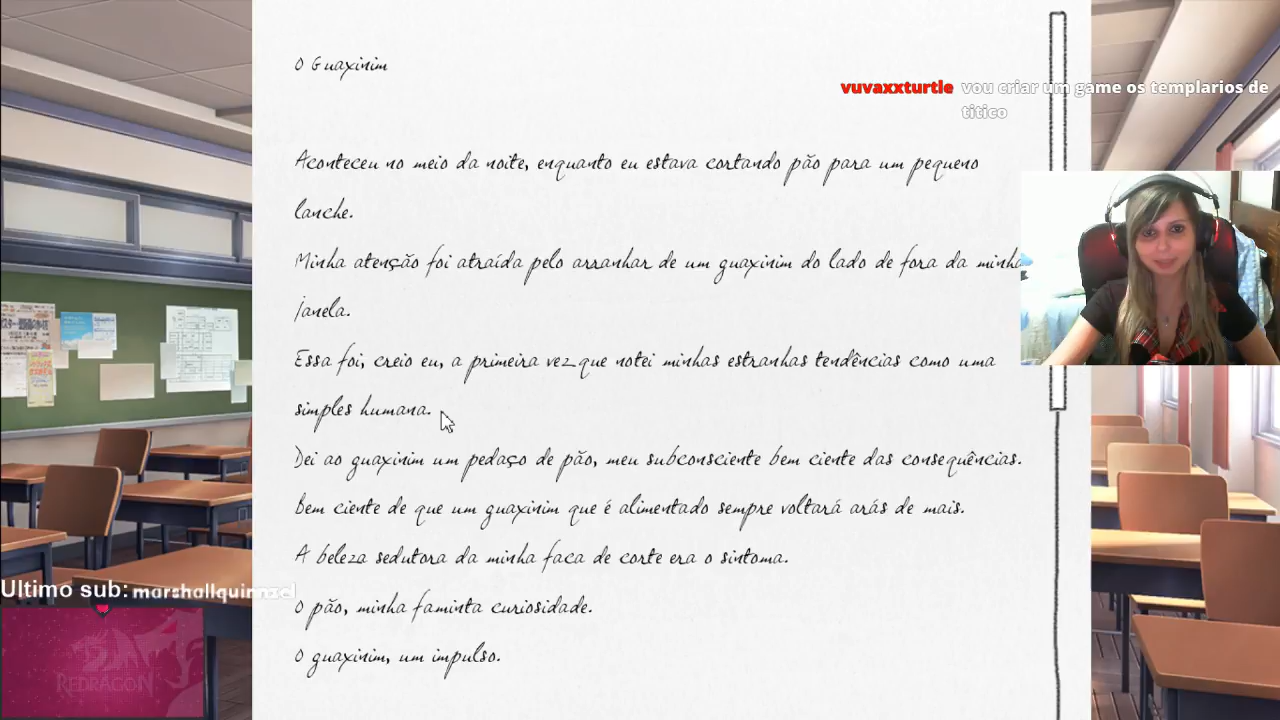 O Guaxinim
vuvaxxturtle vou criar um game os templarios de
titico
Aconteceu no meio da noite, enquanto eu estava cortando pão para um pequeno
lanche.
Minha atenção foi atraída pelo arranhar de um guaxinim do lado de fora da minha
janela.
Essa foi, creio eu, a primeira vez que notei minhas estranhas tendências como uma
simples humana.
Dei ao guaxinim um pedaço de pão, meu subconsciente bem ciente das consequências.
Bem ciente de que um guaxinim que é alimentado sempre voltará arás de mais.
A beleza sedutora da minha faca de corte era o sintoma.
Ultimo sub:
O pão, minha faminta curiosidade.
O guaxinim, um impulso.
REDRAGON